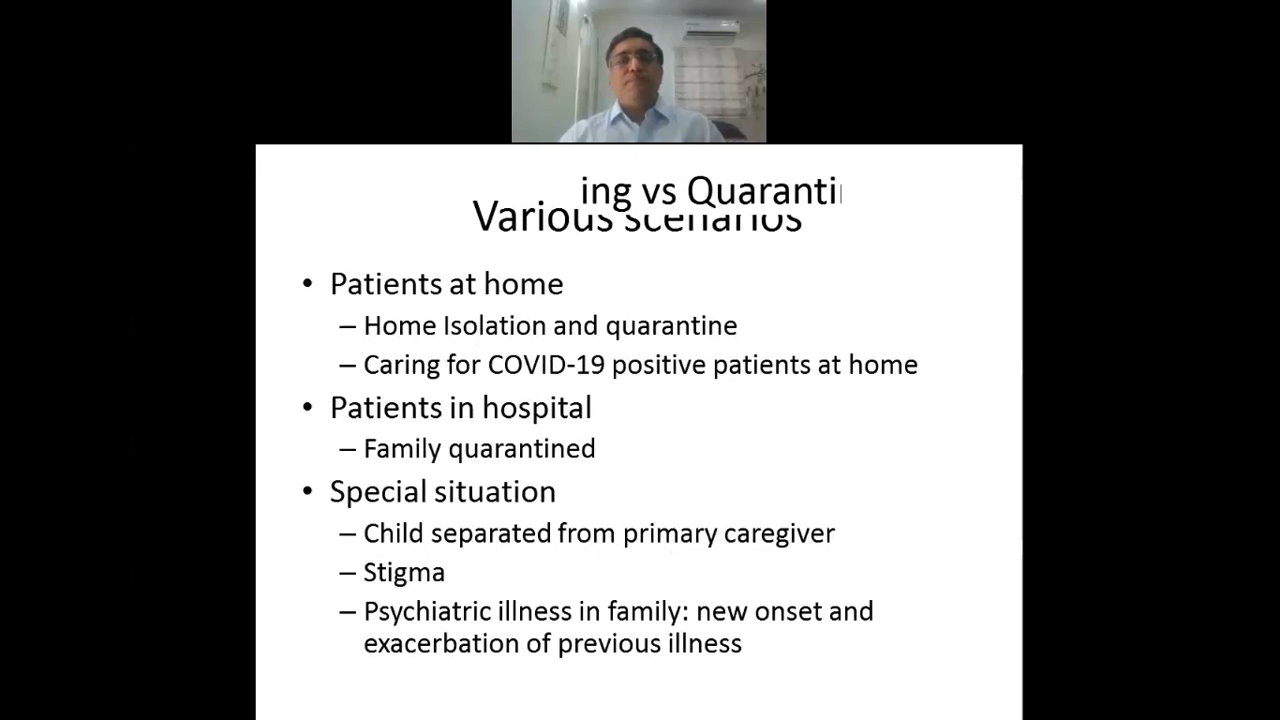 ing vs Quaranti
Various scenarios
• Patients at home
– Home Isolation and quarantine
– Caring for COVID-19 positive patients at home
• Patients in hospital
– Family quarantined
• Special situation
– Child separated from primary caregiver
– Stigma
– Psychiatric illness in family: new onset and
exacerbation of previous illness